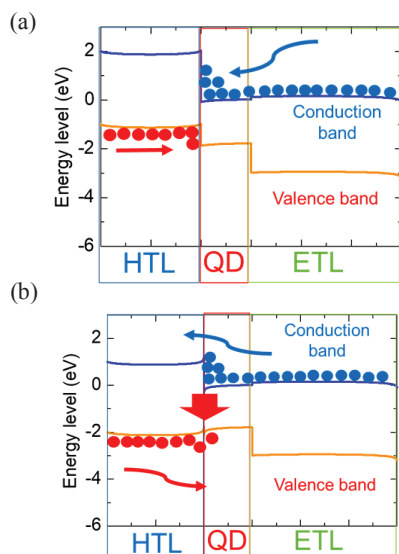 (a)
Energy level (eV)
2
0
-2
-4
-6
Conduction
band
Valence band
HTL
QD
ETL
(b)
Energy level (eV)
2
0
-2
-4
-6
Conduction
band
Valence band
HTL
QD
ETL